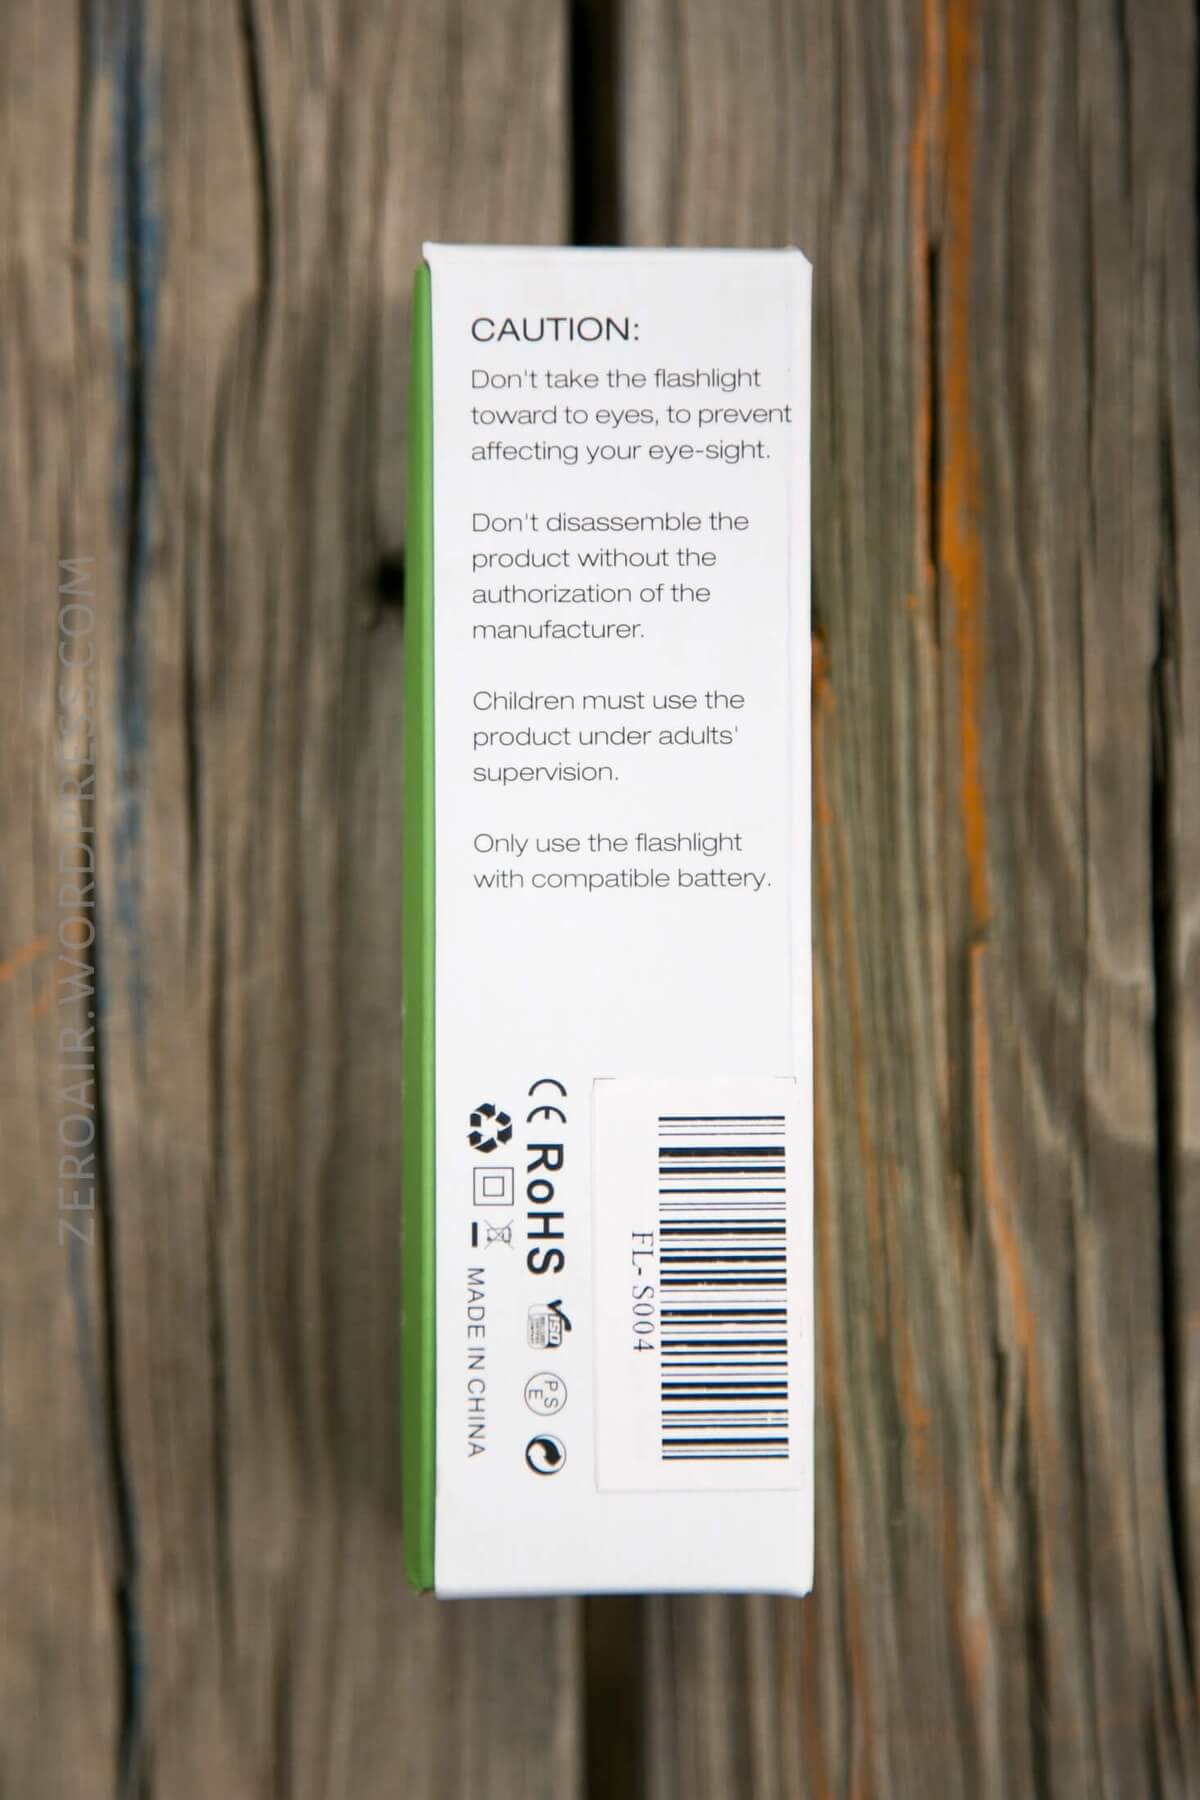 CAUTION:
Don't take the flashlight
toward to eyes, to prevent
affecting your eye-sight.
Don't disassemble the
product without the
authorization of the
manufacturer.
Children must use the
product under adults'
supervision.
Only use the flashlight
with compatible battery.
CE RoHS
ISO
PSE
MADE IN CHINA
FL- S004
ZEROAIR.WORDPRESS.COM